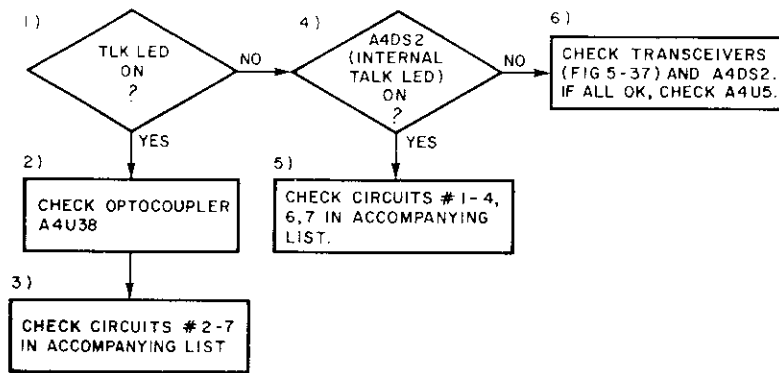 1)
TLK LED
ON
?
NO
YES
2)
CHECK OPTOCOUPLER
A4U38
3)
CHECK CIRCUITS #2-7
IN ACCOMPANYING LIST
4)
A4DS2
(INTERNAL
TALK LED)
ON
?
NO
YES
5)
CHECK CIRCUITS #1-4,
6,7 IN ACCOMPANYING
LIST.
6)
CHECK TRANSCEIVERS
(FIG 5-37) AND A4DS2.
IF ALL OK, CHECK A4U5.